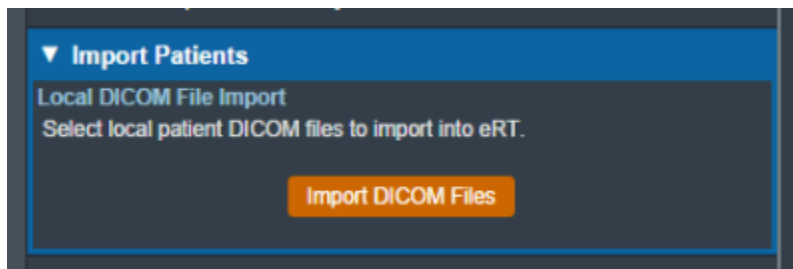 ▼ Import Patients
Local DICOM File Import
Select local patient DICOM files to import into eRT.
Import DICOM Files